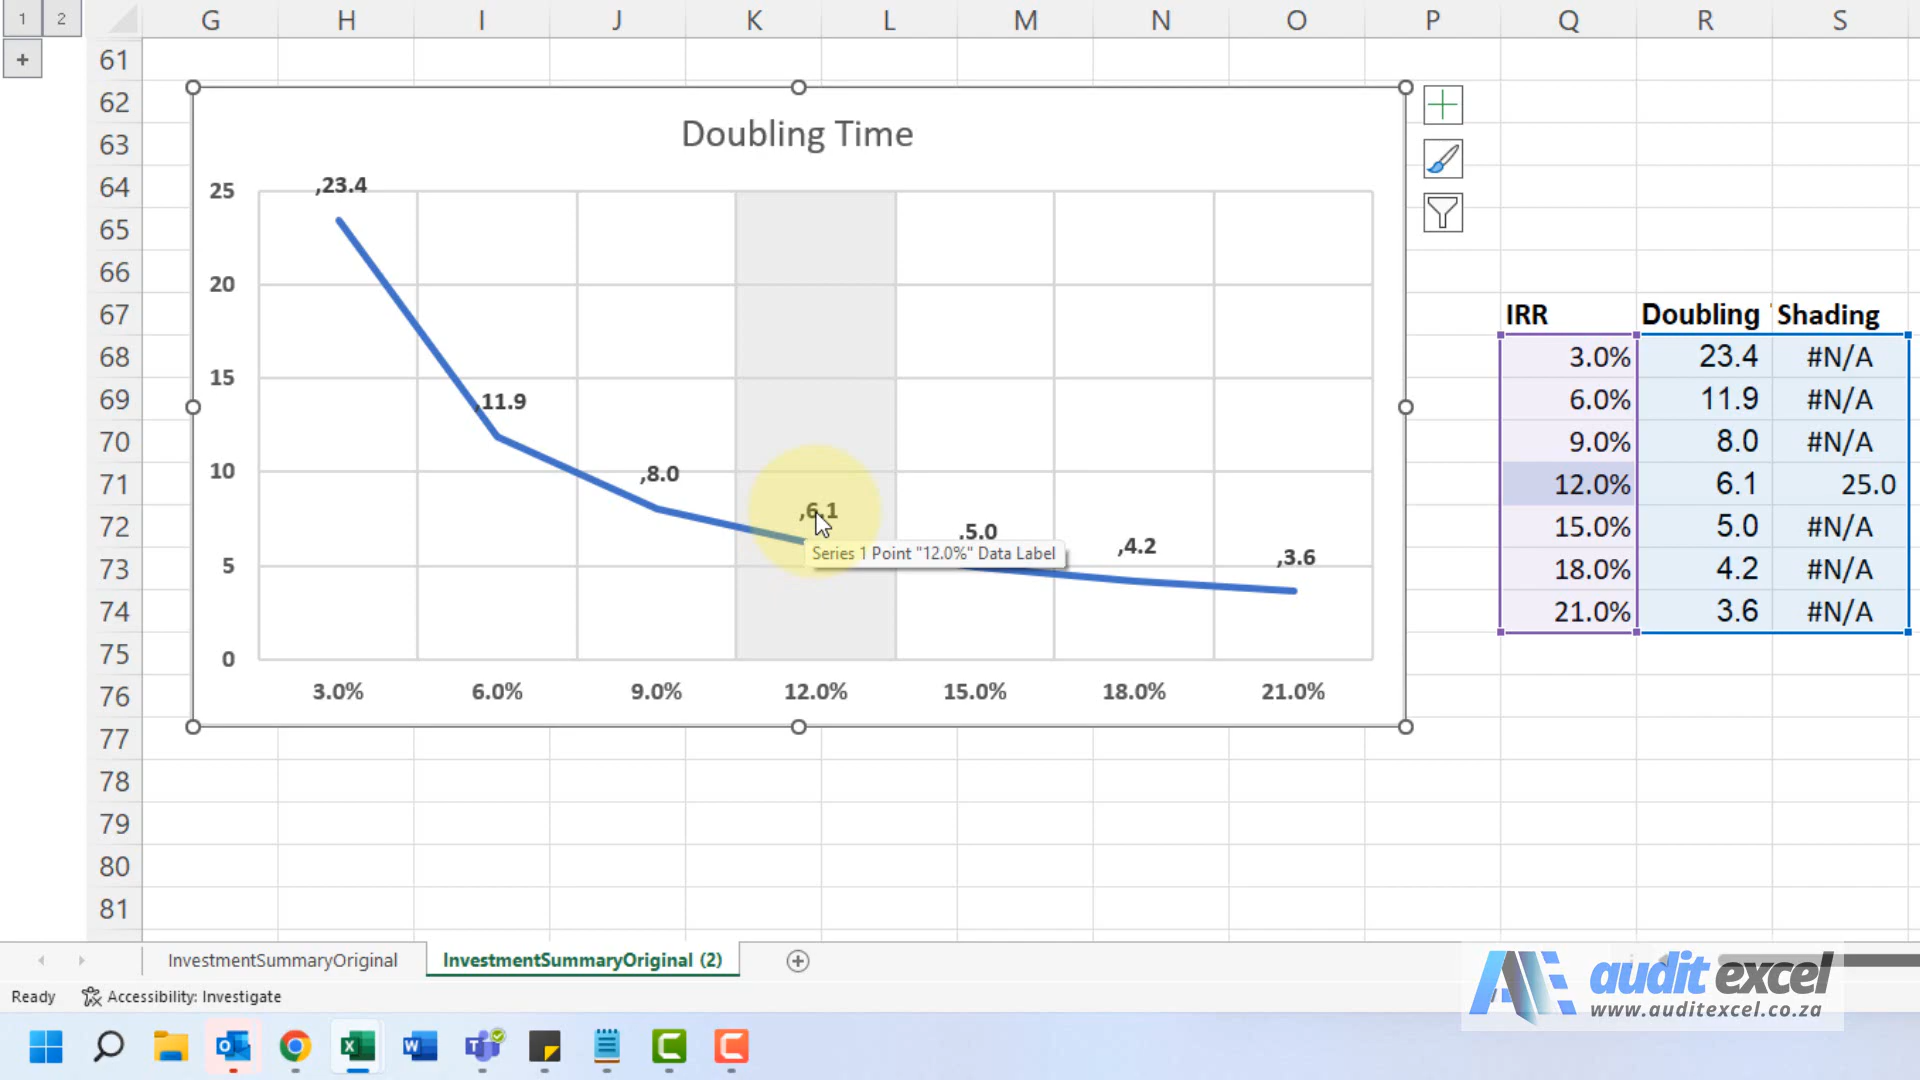 1 2
G H I J K L M N O P Q R S
+
61
62
63
64
65
66
67
68
69
70
71
72
73
74
75
76
77
78
79
80
81
Doubling Time
25
20
15
10
5
0
,23.4
,11.9
,8.0
,6.1
,5.0
,4.2
,3.6
Series 1 Point "12.0%" Data Label
3.0% 6.0% 9.0% 12.0% 15.0% 18.0% 21.0%
IRR Doubling Shading
3.0% 23.4 #N/A
6.0% 11.9 #N/A
9.0% 8.0 #N/A
12.0% 6.1 25.0
15.0% 5.0 #N/A
18.0% 4.2 #N/A
21.0% 3.6 #N/A
InvestmentSummaryOriginal InvestmentSummaryOriginal (2)
Ready Accessibility: Investigate
audit excel
www.auditexcel.co.za